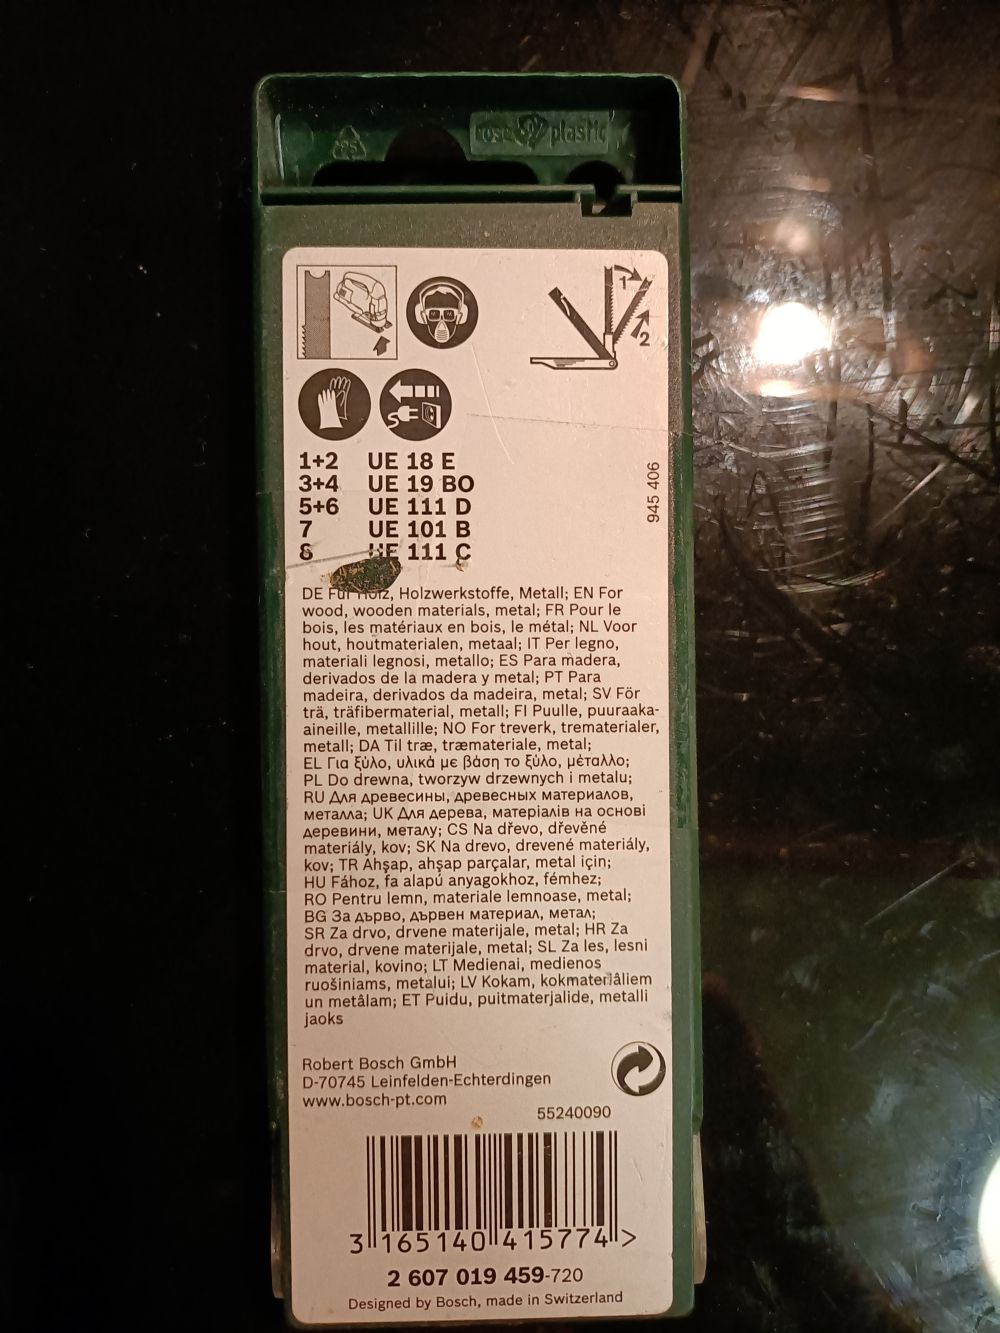 rose plastic
PS
1
2
1+2 UE 18 E
3+4 UE 19 BO
5+6 UE 111 D
7 UE 101 B
8 UE 111 C
945 406
DE Für Holz, Holzwerkstoffe, Metall; EN For
wood, wooden materials, metal; FR Pour le
bois, les matériaux en bois, le métal; NL Voor
hout, houtmaterialen, metaal; IT Per legno,
materiali legnosi, metallo; ES Para madera,
derivados de la madera y metal; PT Para
madeira, derivados da madeira, metal; SV För
trä, träfibermaterial, metall; FI Puulle, puuraaka-
aineille, metallille; NO For treverk, trematerialer,
metall; DA Til træ, træmateriale, metal;
EL Για ξύλο, υλικά με βάση το ξύλο, μέταλλο;
PL Do drewna, tworzyw drzewnych i metalu;
RU Для древесины, древесных материалов,
металла; UK Для дерева, матеріалів на основі
деревини, металу; CS Na dřevo, dřevěné
materiály, kov; SK Na drevo, drevené materiály,
kov; TR Ahşap, ahşap parçalar, metal için;
HU Fához, fa alapú anyagokhoz, fémhez;
RO Pentru lemn, materiale lemnoase, metal;
BG За дърво, дървен материал, метал;
SR Za drvo, drvene materijale, metal; HR Za
drvo, drvene materijale, metal; SL Za les, lesni
material, kovino; LT Medienai, medienos
ruošiniams, metalui; LV Kokam, kokmateriâliem
un metâlam; ET Puidu, puitmaterjalide, metalli
jaoks
Robert Bosch GmbH
D-70745 Leinfelden-Echterdingen
www.bosch-pt.com
55240090
3 165140 415774 >
2 607 019 459-720
Designed by Bosch, made in Switzerland